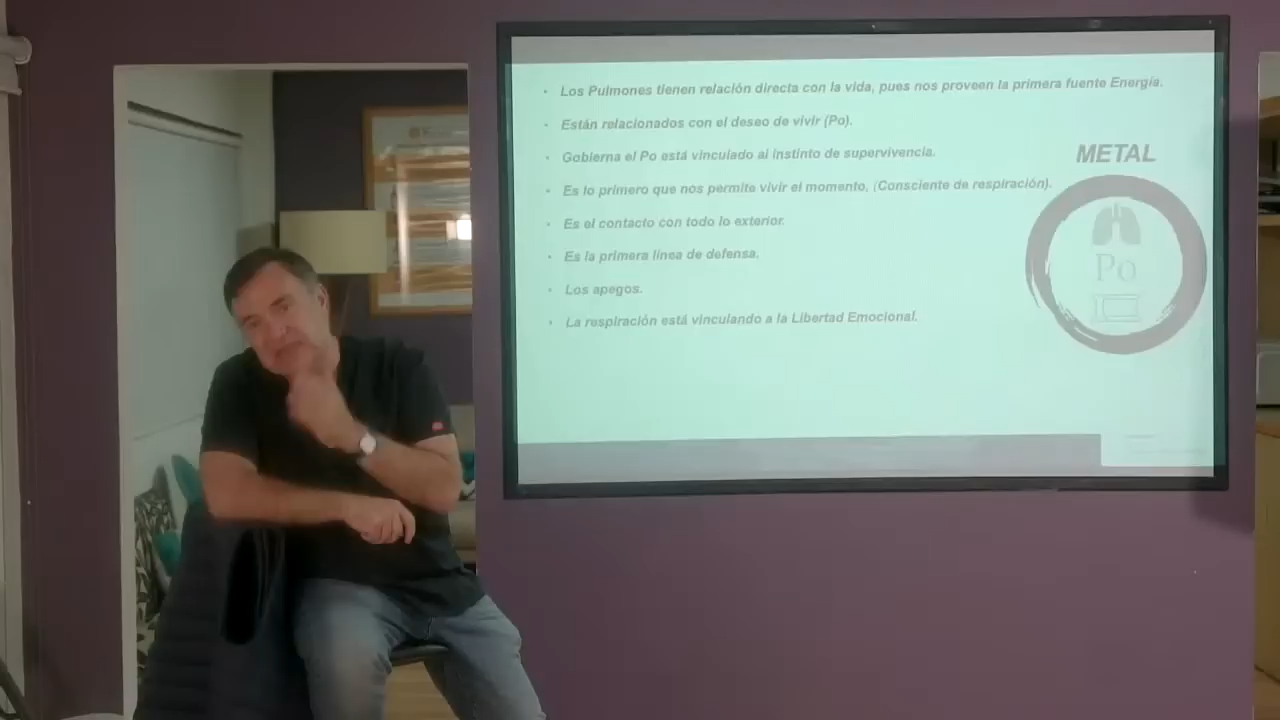 Los Pulmones tienen relación directa con la vida, pues nos proveen la primera fuente Energía.
Están relacionados con el deseo de vivir (Po).
Gobierna el Po está vinculado al instinto de supervivencia.
Es lo primero que nos permite vivir el momento, (Consciente de respiración).
Es el contacto con todo lo exterior.
Es la primera línea de defensa.
Los apegos.
La respiración está vinculando a la Libertad Emocional.
METAL
Po